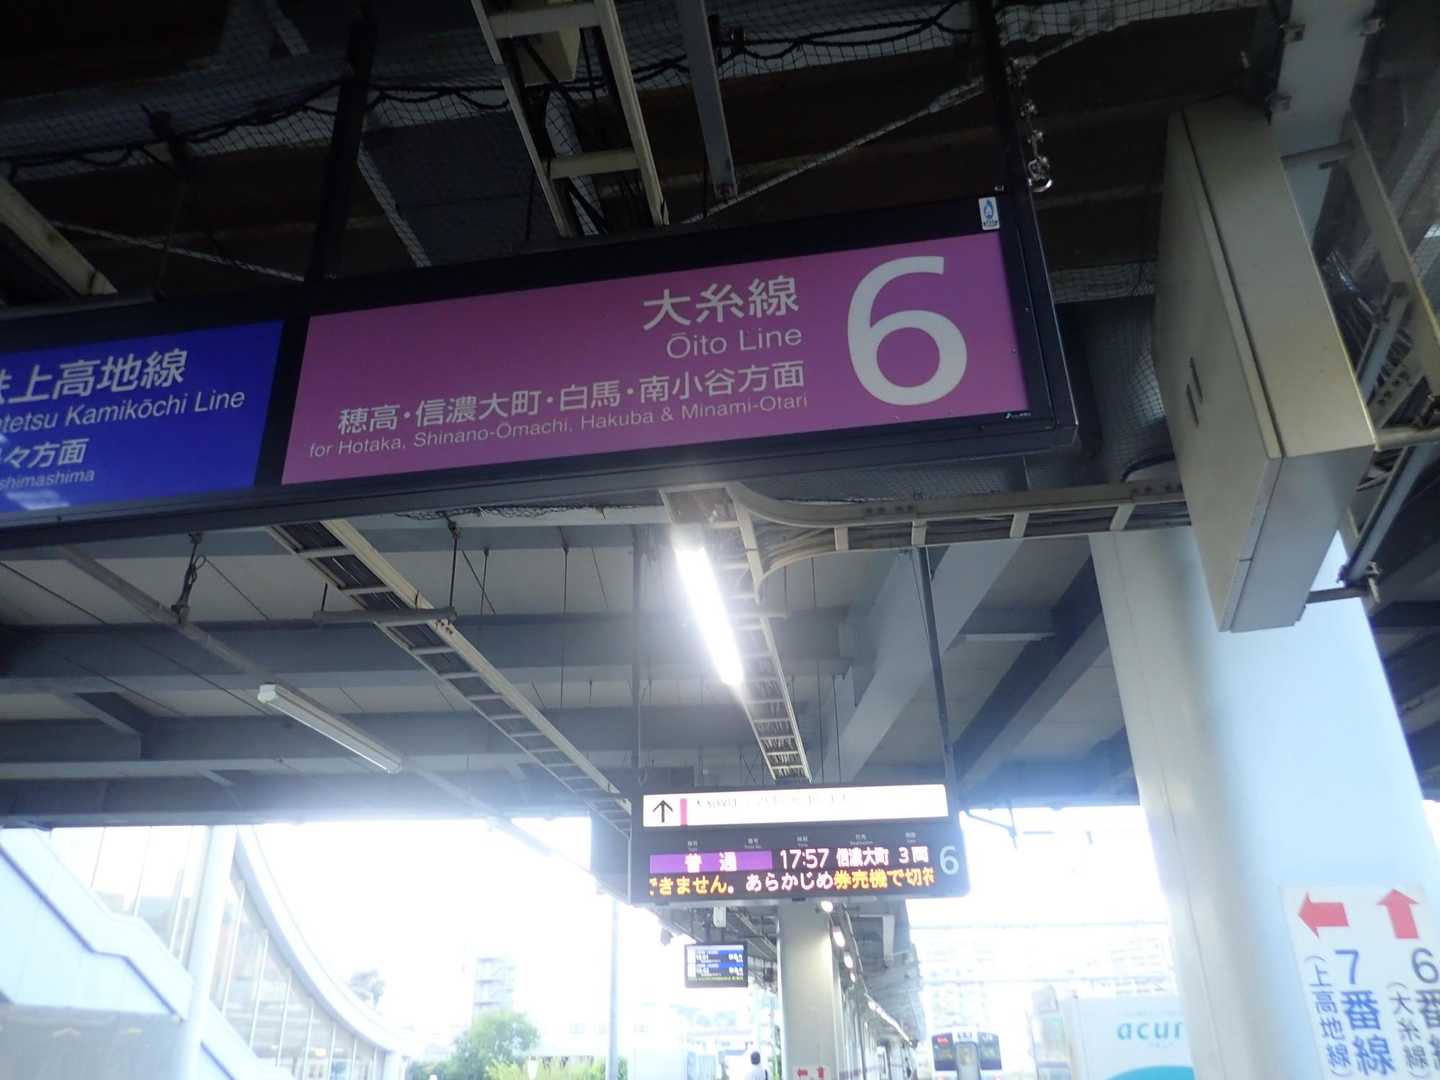 上高地線
Kamikōchi Line
々方面
shimashima
大糸線
Ōito Line
穂高・信濃大町・白馬・南小谷方面
for Hotaka, Shinano-Ōmachi, Hakuba & Minami-Otari
6
普通 17:57 信濃大町 3両
できません。あらかじめ券売機で切符
6
7番線
(上高地線)
6番線
(大糸線
acure